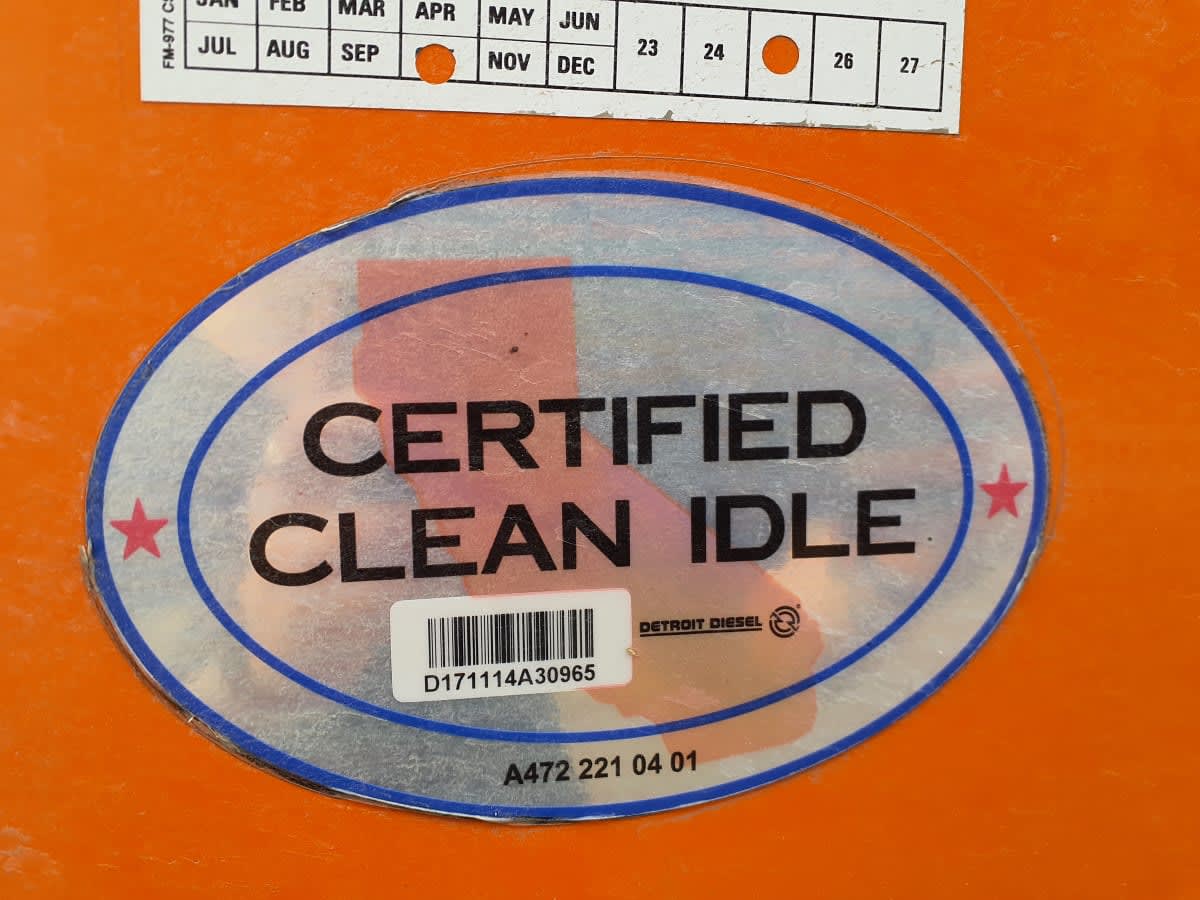 FM-977
JAN FEB MAR APR MAY JUN 23 24 26 27
JUL AUG SEP NOV DEC
CERTIFIED
CLEAN IDLE
DETROIT DIESEL
D171114A30965
A472 221 04 01